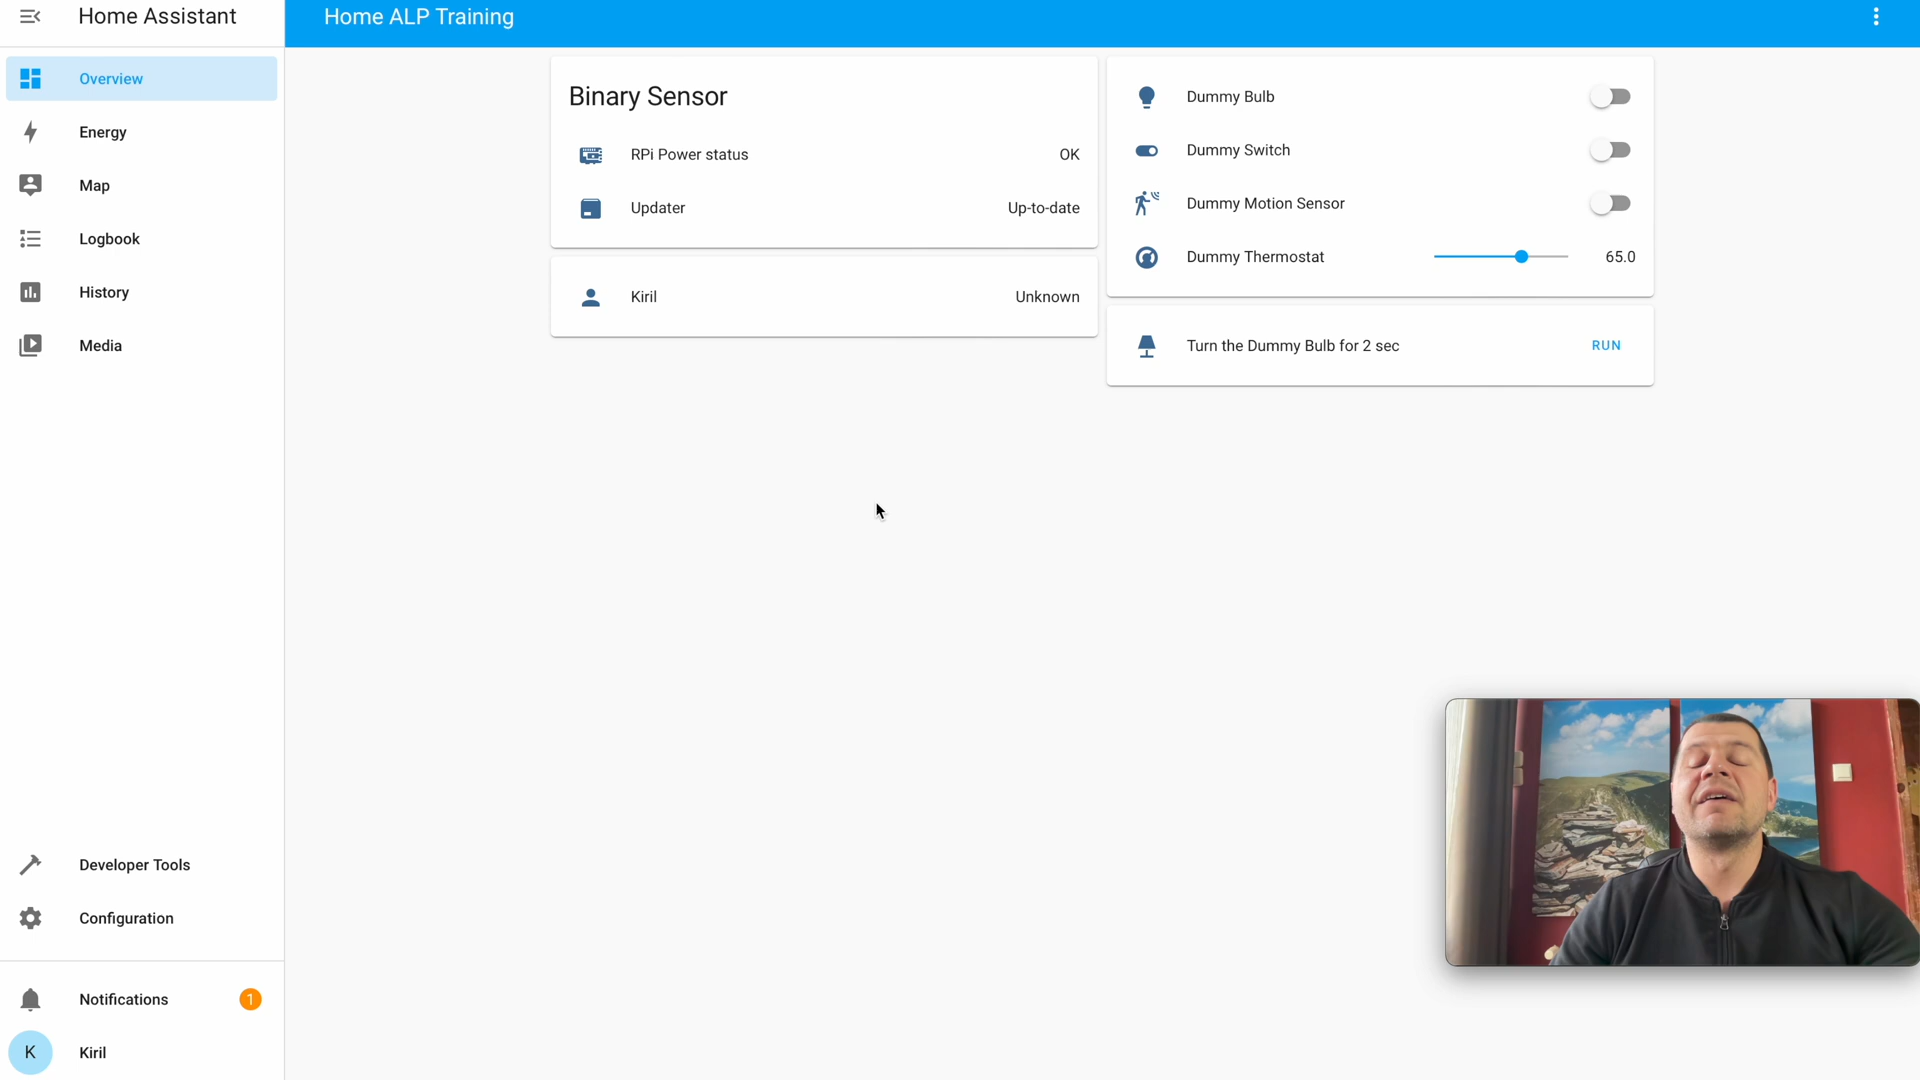 Home Assistant
Home ALP Training
Overview
Energy
Map
Logbook
History
Media
Developer Tools
Configuration
Notifications 1
K Kiril
Binary Sensor
RPi Power status OK
Updater Up-to-date
Kiril Unknown
Dummy Bulb
Dummy Switch
Dummy Motion Sensor
Dummy Thermostat 65.0
Turn the Dummy Bulb for 2 sec RUN